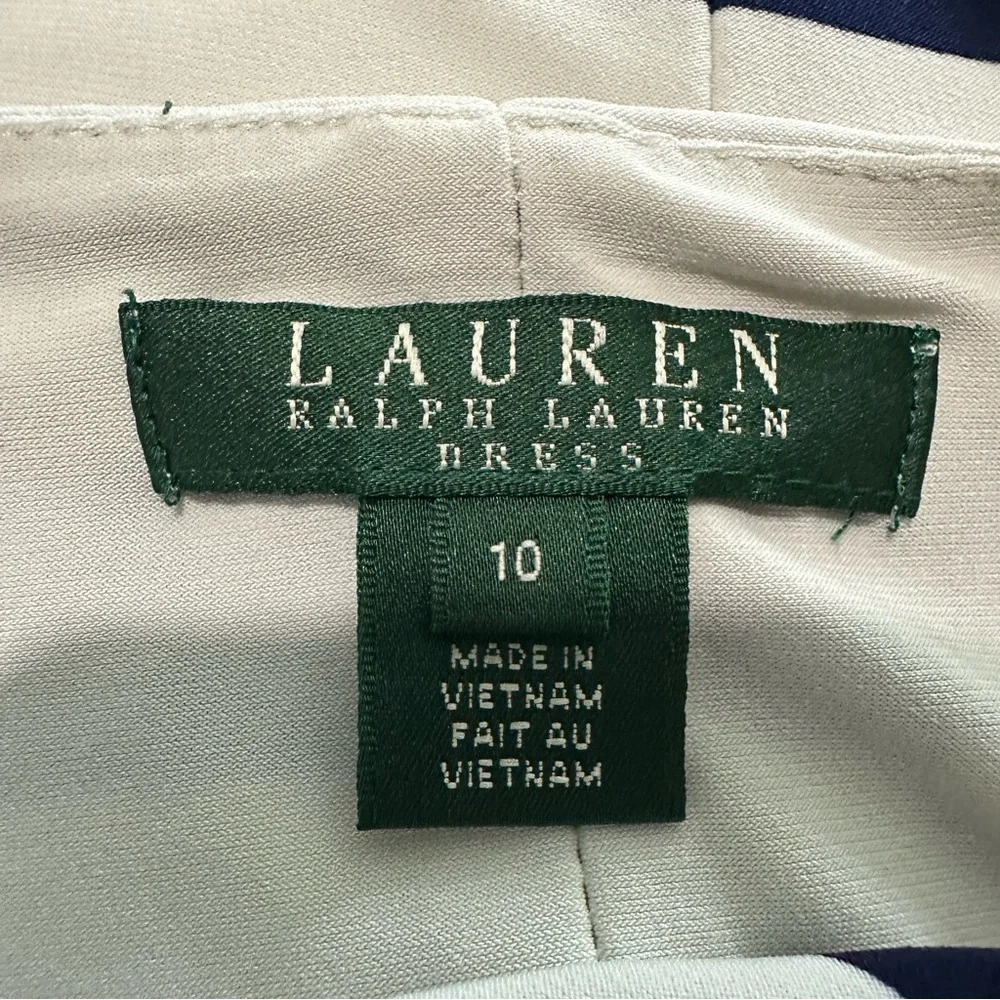 LAUREN
RALPH LAUREN
DRESS
10
MADE IN
VIETNAM
FAIT AU
VIETNAM